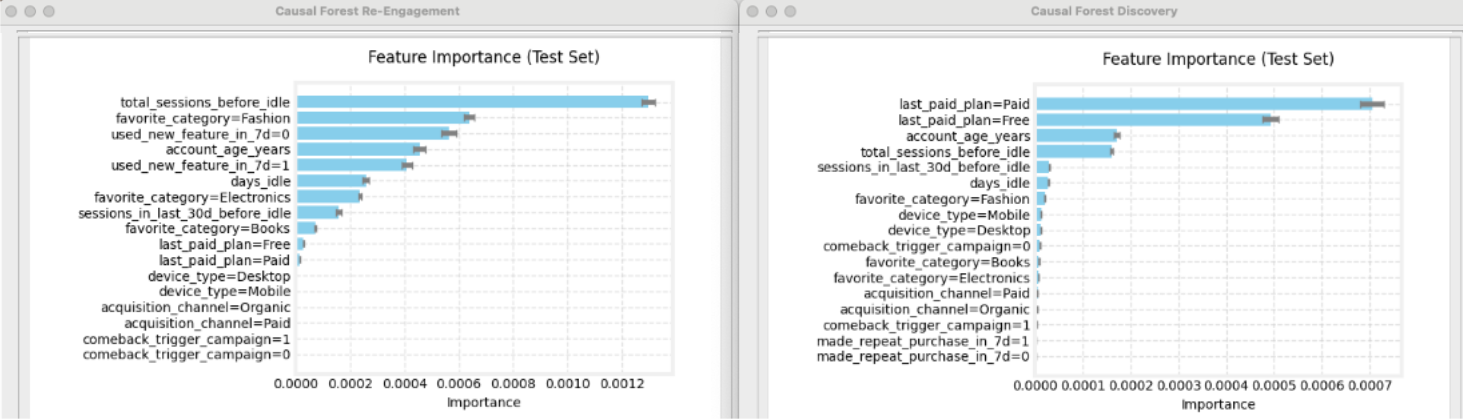 Causal Forest Re-Engagement
Feature Importance (Test Set)
total_sessions_before_idle
favorite_category=Fashion
used_new_feature_in_7d=0
account_age_years
used_new_feature_in_7d=1
days_idle
favorite_category=Electronics
sessions_in_last_30d_before_idle
favorite_category=Books
last_paid_plan=Free
last_paid_plan=Paid
device_type=Desktop
device_type=Mobile
acquisition_channel=Organic
acquisition_channel=Paid
comeback_trigger_campaign=1
comeback_trigger_campaign=0
0.0000 0.0002 0.0004 0.0006 0.0008 0.0010 0.0012
Importance
Causal Forest Discovery
Feature Importance (Test Set)
last_paid_plan=Paid
last_paid_plan=Free
account_age_years
total_sessions_before_idle
sessions_in_last_30d_before_idle
days_idle
favorite_category=Fashion
device_type=Mobile
device_type=Desktop
comeback_trigger_campaign=0
favorite_category=Books
favorite_category=Electronics
acquisition_channel=Paid
acquisition_channel=Organic
comeback_trigger_campaign=1
made_repeat_purchase_in_7d=1
made_repeat_purchase_in_7d=0
0.0000 0.0001 0.0002 0.0003 0.0004 0.0005 0.0006 0.0007
Importance